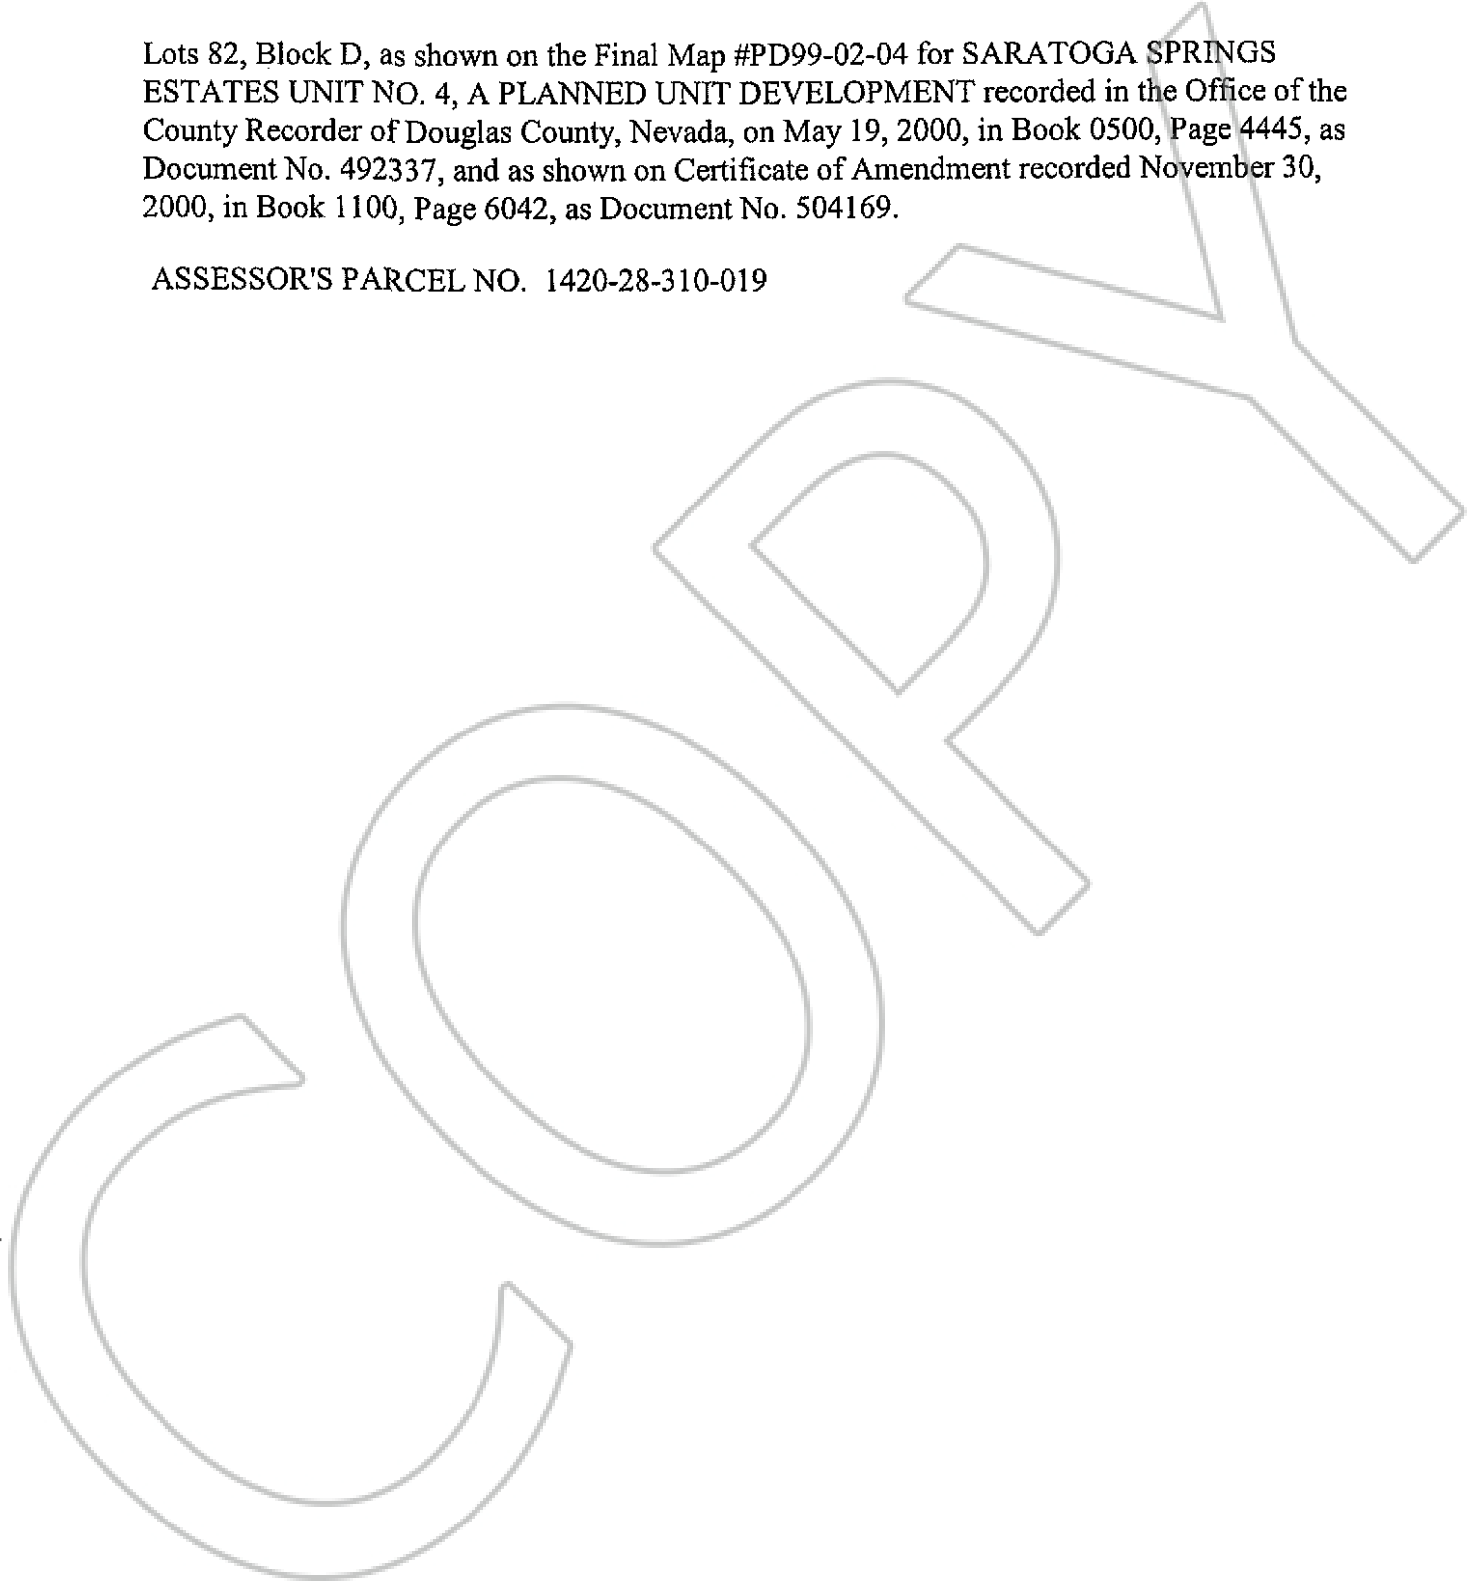 Lots 82, Block D, as shown on the Final Map #PD99-02-04 for SARATOGA SPRINGS
ESTATES UNIT NO. 4, A PLANNED UNIT DEVELOPMENT recorded in the Office of the
County Recorder of Douglas County, Nevada, on May 19, 2000, in Book 0500, Page 4445, as
Document No. 492337, and as shown on Certificate of Amendment recorded November 30,
2000, in Book 1100, Page 6042, as Document No. 504169.
ASSESSOR'S PARCEL NO. 1420-28-310-019
COPY